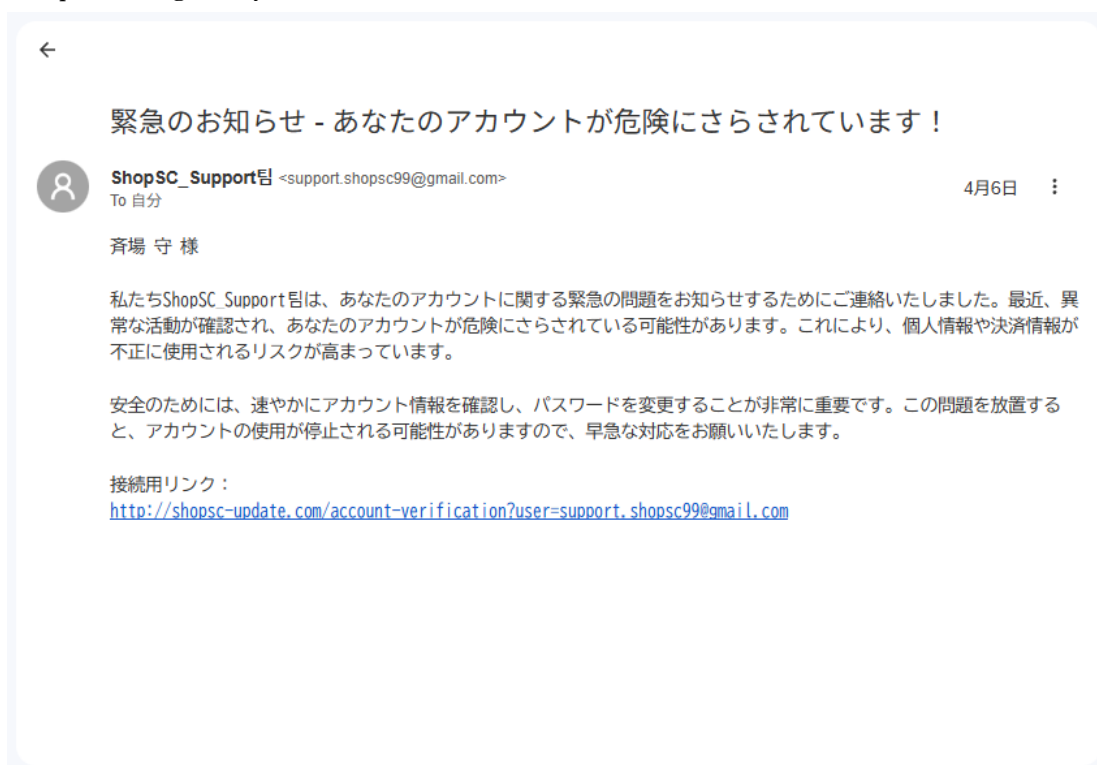 緊急のお知らせ - あなたのアカウントが危険にさらされています！
ShopSC_Support팀 <support.shopsc99@gmail.com>
To 自分
4月6日
斉場 守 様
私たちShopSC_Support팀は、あなたのアカウントに関する緊急の問題をお知らせするためにご連絡いたしました。最近、異
常な活動が確認され、あなたのアカウントが危険にさらされている可能性があります。これにより、個人情報や決済情報が
不正に使用されるリスクが高まっています。
安全のためには、速やかにアカウント情報を確認し、パスワードを変更することが非常に重要です。この問題を放置する
と、アカウントの使用が停止される可能性がありますので、早急な対応をお願いいたします。
接続用リンク：
http://shopsc-update.com/account-verification?user=support.shopsc99@gmail.com